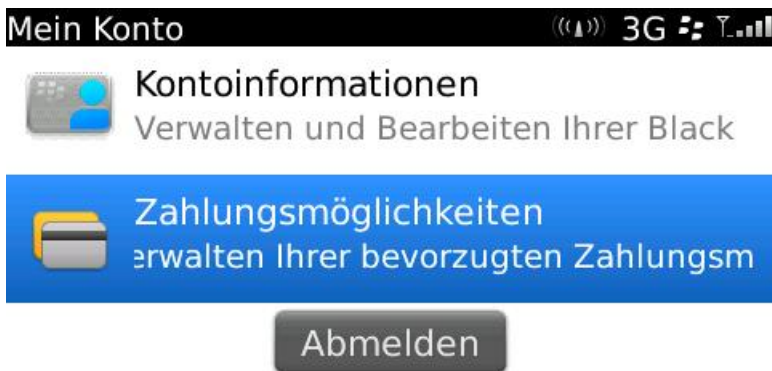 Mein Konto 3G
Kontoinformationen
Verwalten und Bearbeiten Ihrer Black
Zahlungsmöglichkeiten
erwalten Ihrer bevorzugten Zahlungsm
Abmelden